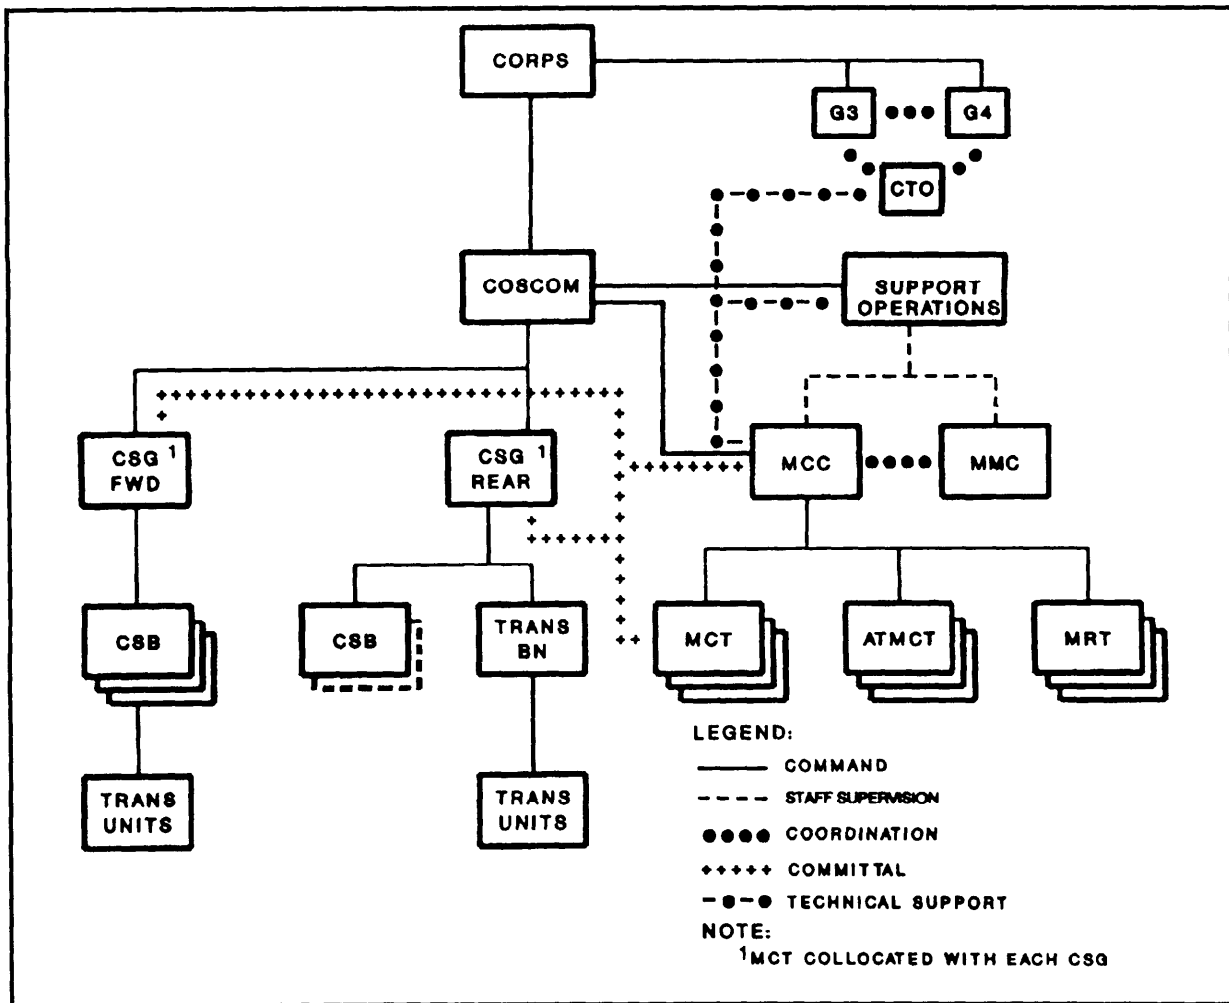 CORPS
G3
G4
CTO
COSCOM
SUPPORT
OPERATIONS
CSG 1
FWD
CSG 1
REAR
MCC
MMC
CSB
CSB
TRANS
BN
MCT
ATMCT
MRT
TRANS
UNITS
TRANS
UNITS
LEGEND:
COMMAND
STAFF SUPERVISION
COORDINATION
COMMITTAL
TECHNICAL SUPPORT
NOTE:
1MCT COLLOCATED WITH EACH CSG